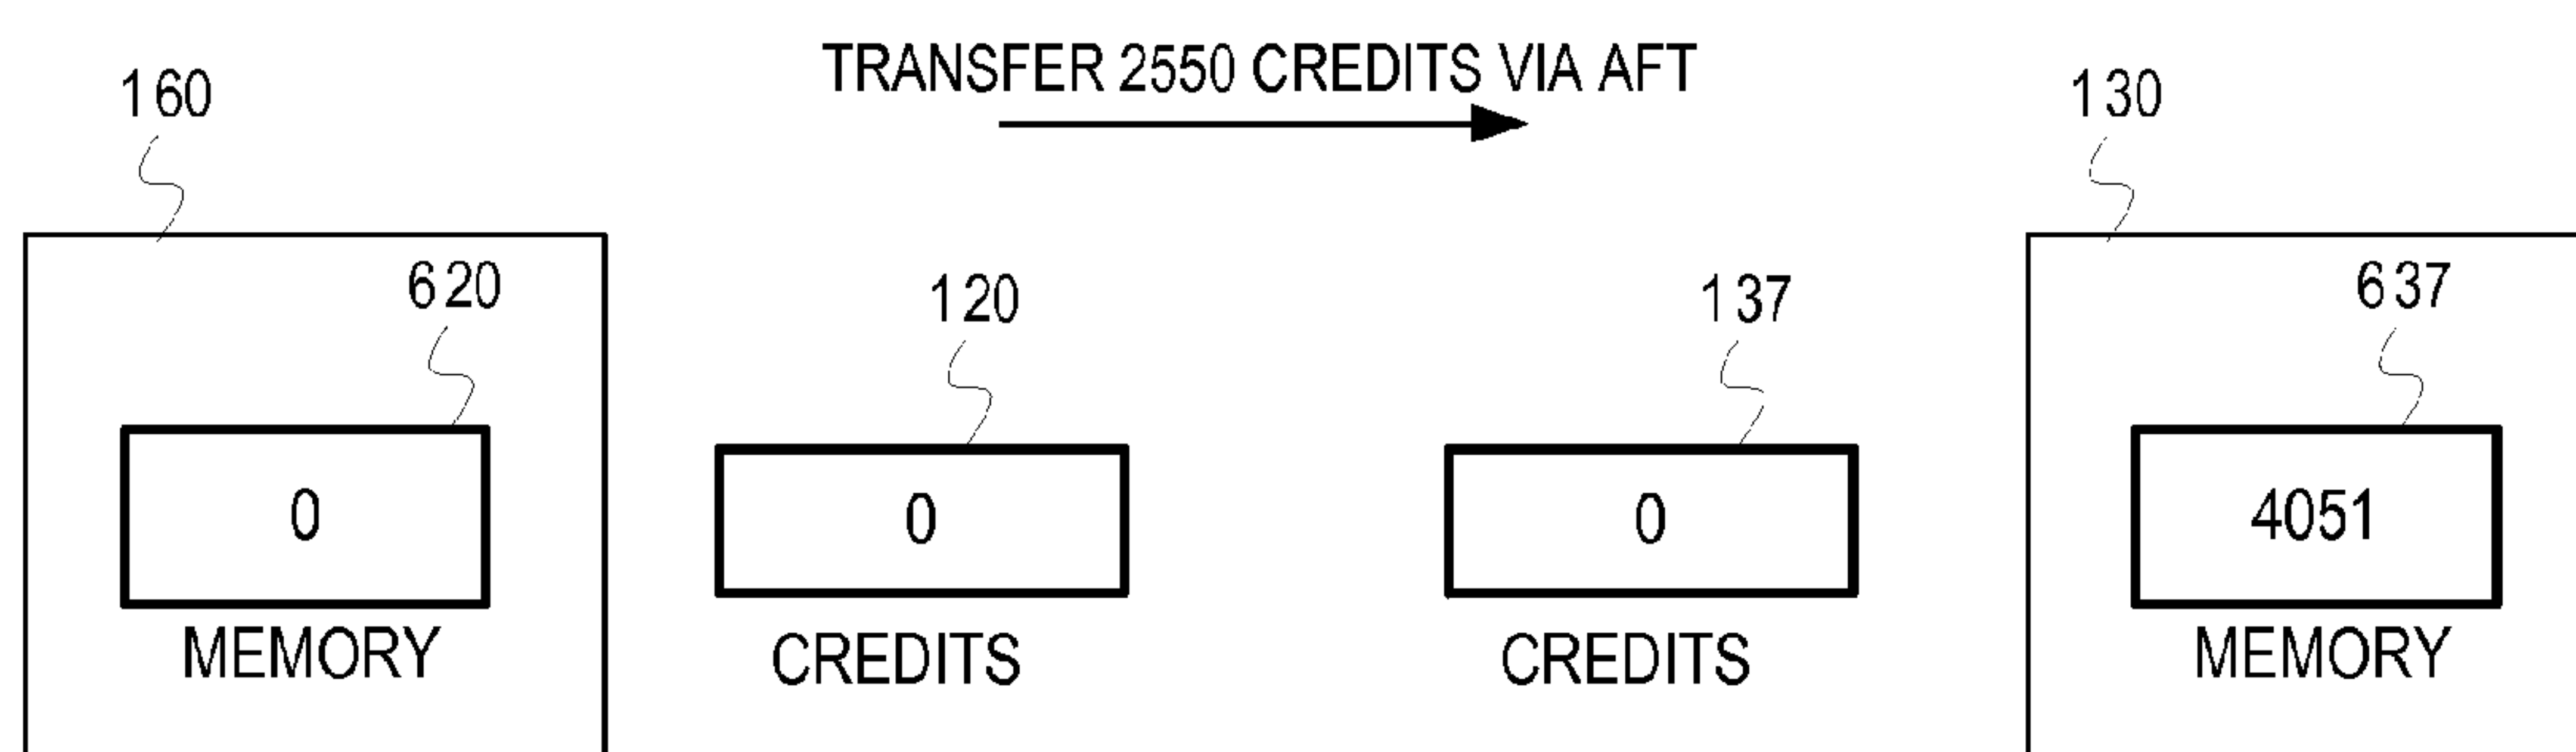 TRANSFER 2550 CREDITS VIA AFT
160
130
620
120
137
637
0
0
0
4051
MEMORY
CREDITS
CREDITS
MEMORY